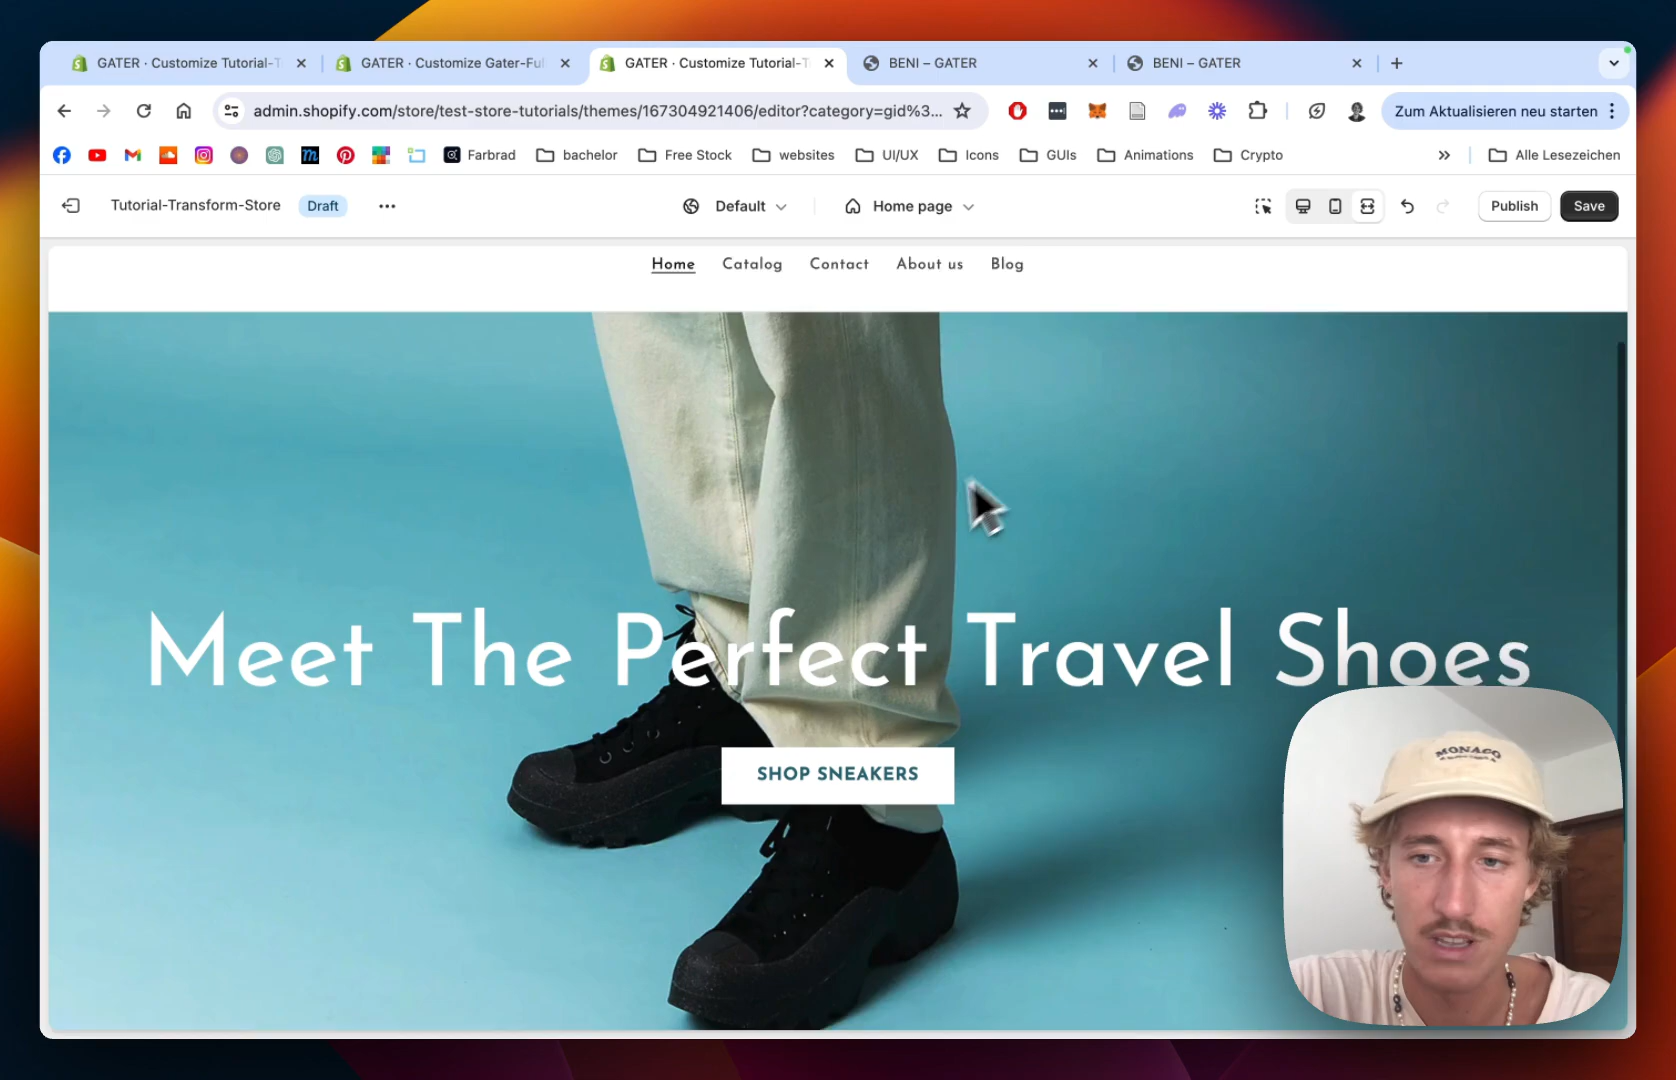 GATER · Customize Tutorial-T
GATER · Customize Gater-Ful
GATER · Customize Tutorial-T
BENI – GATER
BENI – GATER
admin.shopify.com/store/test-store-tutorials/themes/167304921406/editor?category=gid%3...
Zum Aktualisieren neu starten
Farbrad
bachelor
Free Stock
websites
UI/UX
Icons
GUIs
Animations
Crypto
Alle Lesezeichen
Tutorial-Transform-Store
Draft
Default
Home page
Publish
Save
Home
Catalog
Contact
About us
Blog
Meet The Perfect Travel Shoes
SHOP SNEAKERS
MONACO